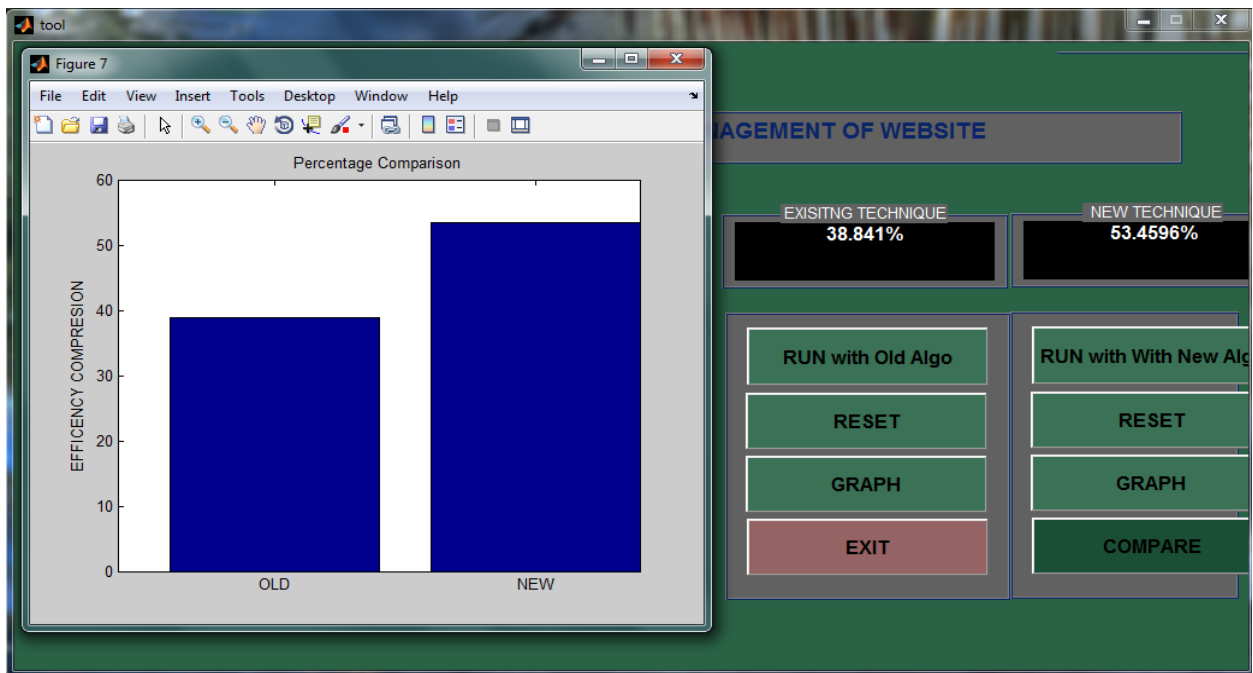 tool
Figure 7
File Edit View Insert Tools Desktop Window Help
NAGEMENT OF WEBSITE
Percentage Comparison
60
50
40
30
20
10
0
EFFICENCY COMPRESION
OLD NEW
EXISITNG TECHNIQUE
38.841%
NEW TECHNIQUE
53.4596%
RUN with Old Algo
RESET
GRAPH
EXIT
RUN with With New Alg
RESET
GRAPH
COMPARE